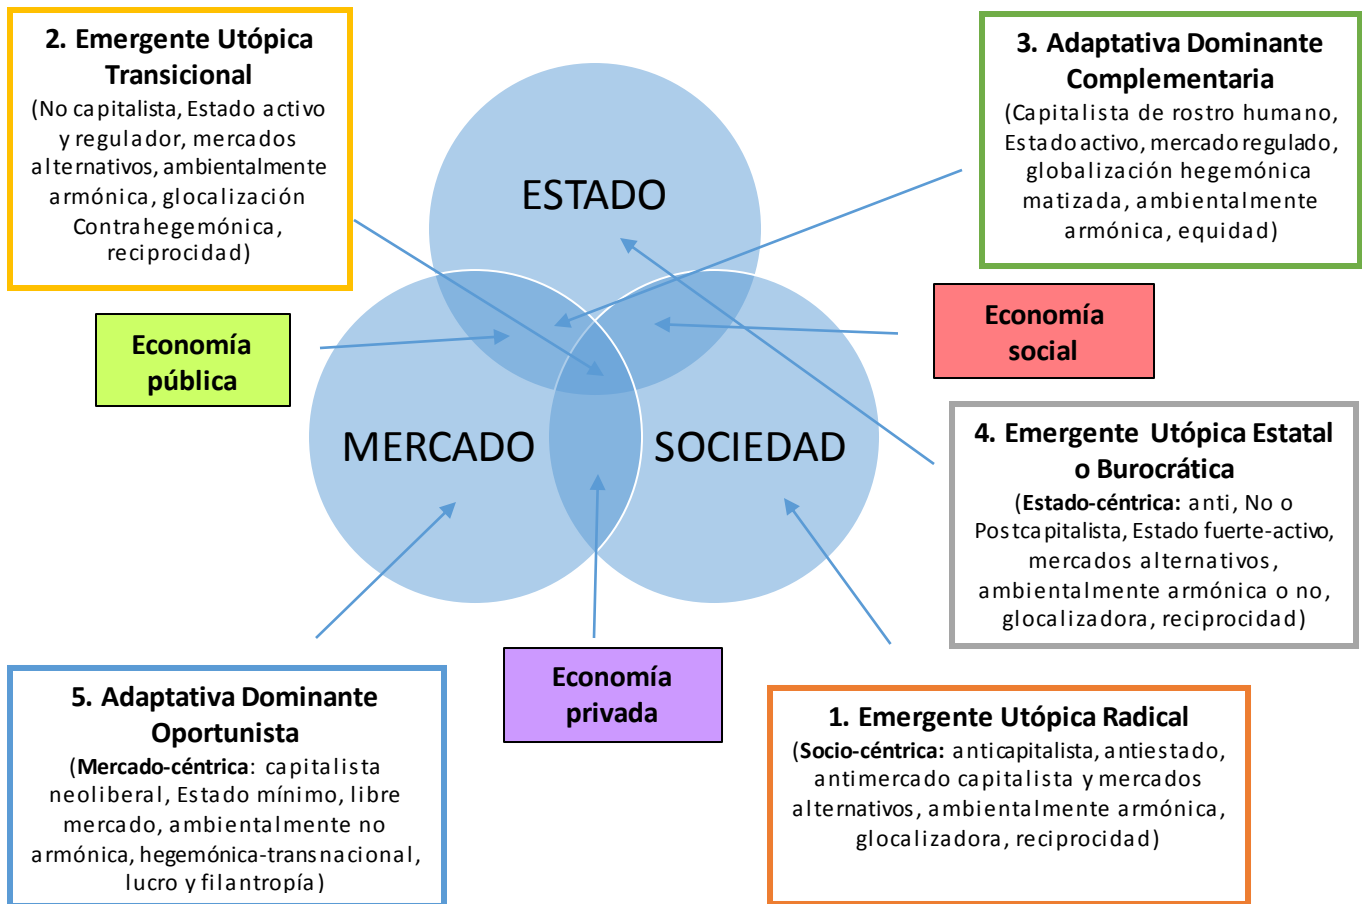 2. Emergente Utópica
Transicional
(No capitalista, Estado activo
y regulador, mercados
alternativos, ambientalmente
armónica, glocalización
Contrahegemónica,
reciprocidad)
3. Adaptativa Dominante
Complementaria
(Capitalista de rostro humano,
Estado activo, mercado regulado,
globalización hegemónica
matizada, ambientalmente
armónica, equidad)
ESTADO
Economía
pública
Economía
social
MERCADO
SOCIEDAD
4. Emergente Utópica Estatal
o Burocrática
(Estado-céntrica: anti, No o
Postcapitalista, Estado fuerte-activo,
mercados alternativos,
ambientalmente armónica o no,
glocalizadora, reciprocidad)
Economía
privada
5. Adaptativa Dominante
Oportunista
(Mercado-céntrica: capitalista
neoliberal, Estado mínimo, libre
mercado, ambientalmente no
armónica, hegemónica-transnacional,
lucro y filantropía)
1. Emergente Utópica Radical
(Socio-céntrica: anticapitalista, antiestado,
antimercado capitalista y mercados
alternativos, ambientalmente armónica,
glocalizadora, reciprocidad)